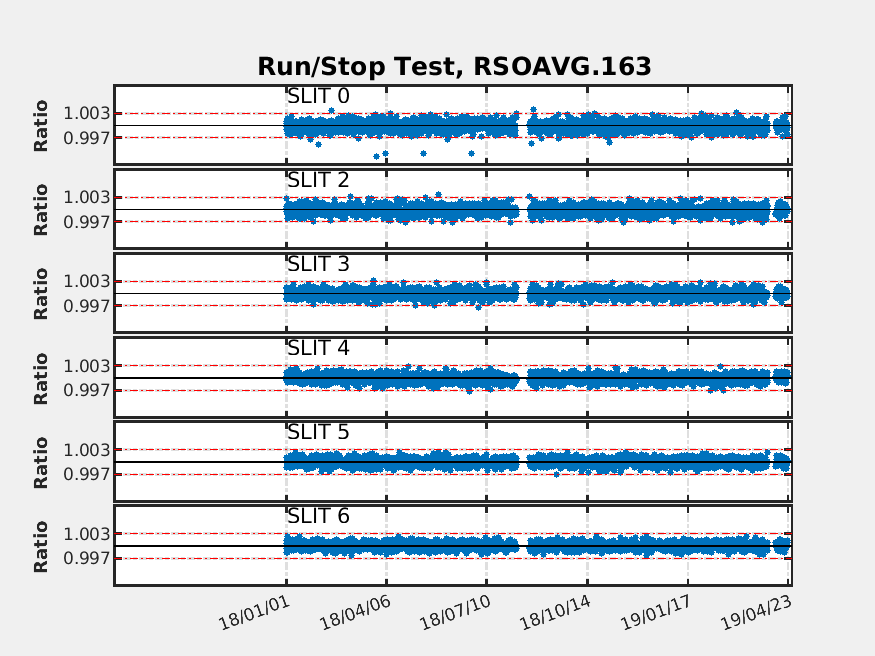 Run/Stop Test, RSOAVG.163
SLIT 0
Ratio
1.003
0.997
SLIT 2
Ratio
1.003
0.997
SLIT 3
Ratio
1.003
0.997
SLIT 4
Ratio
1.003
0.997
SLIT 5
Ratio
1.003
0.997
SLIT 6
Ratio
1.003
0.997
18/01/01 18/04/06 18/07/10 18/10/14 19/01/17 19/04/23